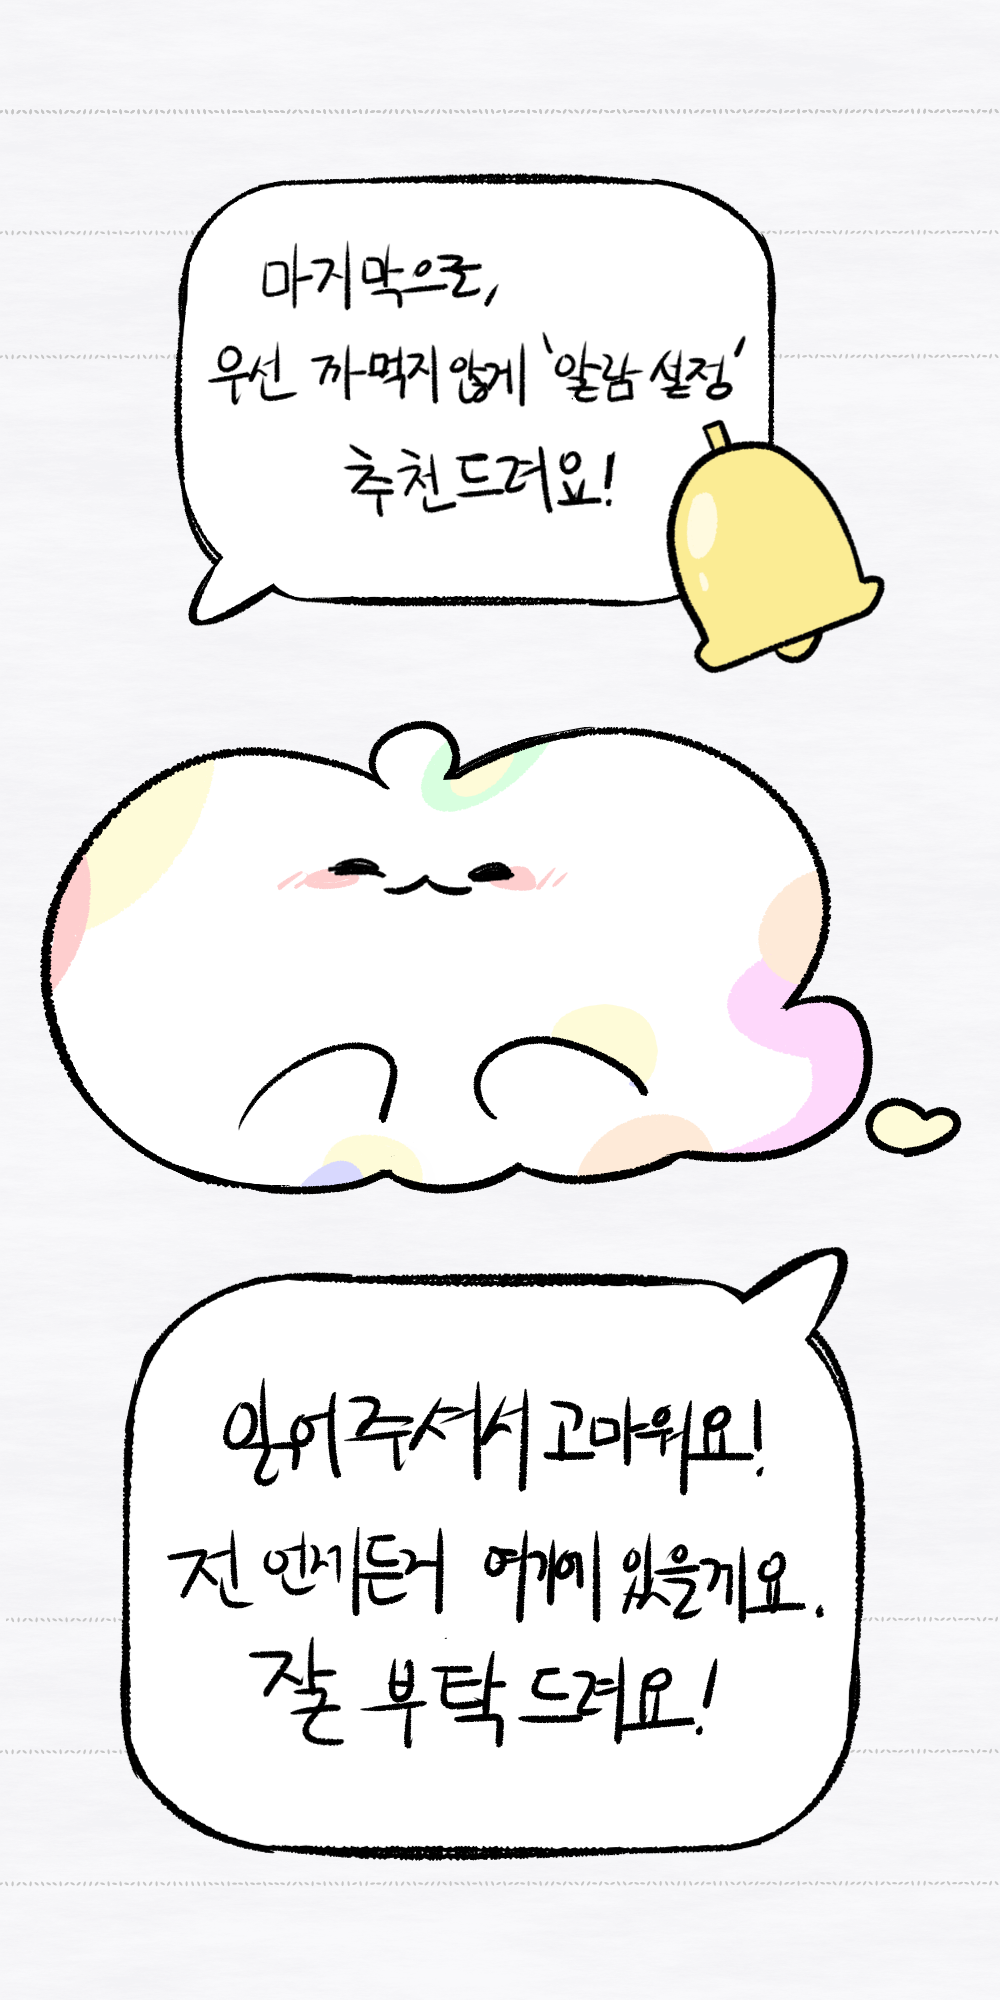 마지막으로,
우선 까먹지 않게 '알람 설정'
추천드려요!
읽어주셔서 고마워요!
전 언제든지 여기에 있을게요.
잘 부탁드려요!